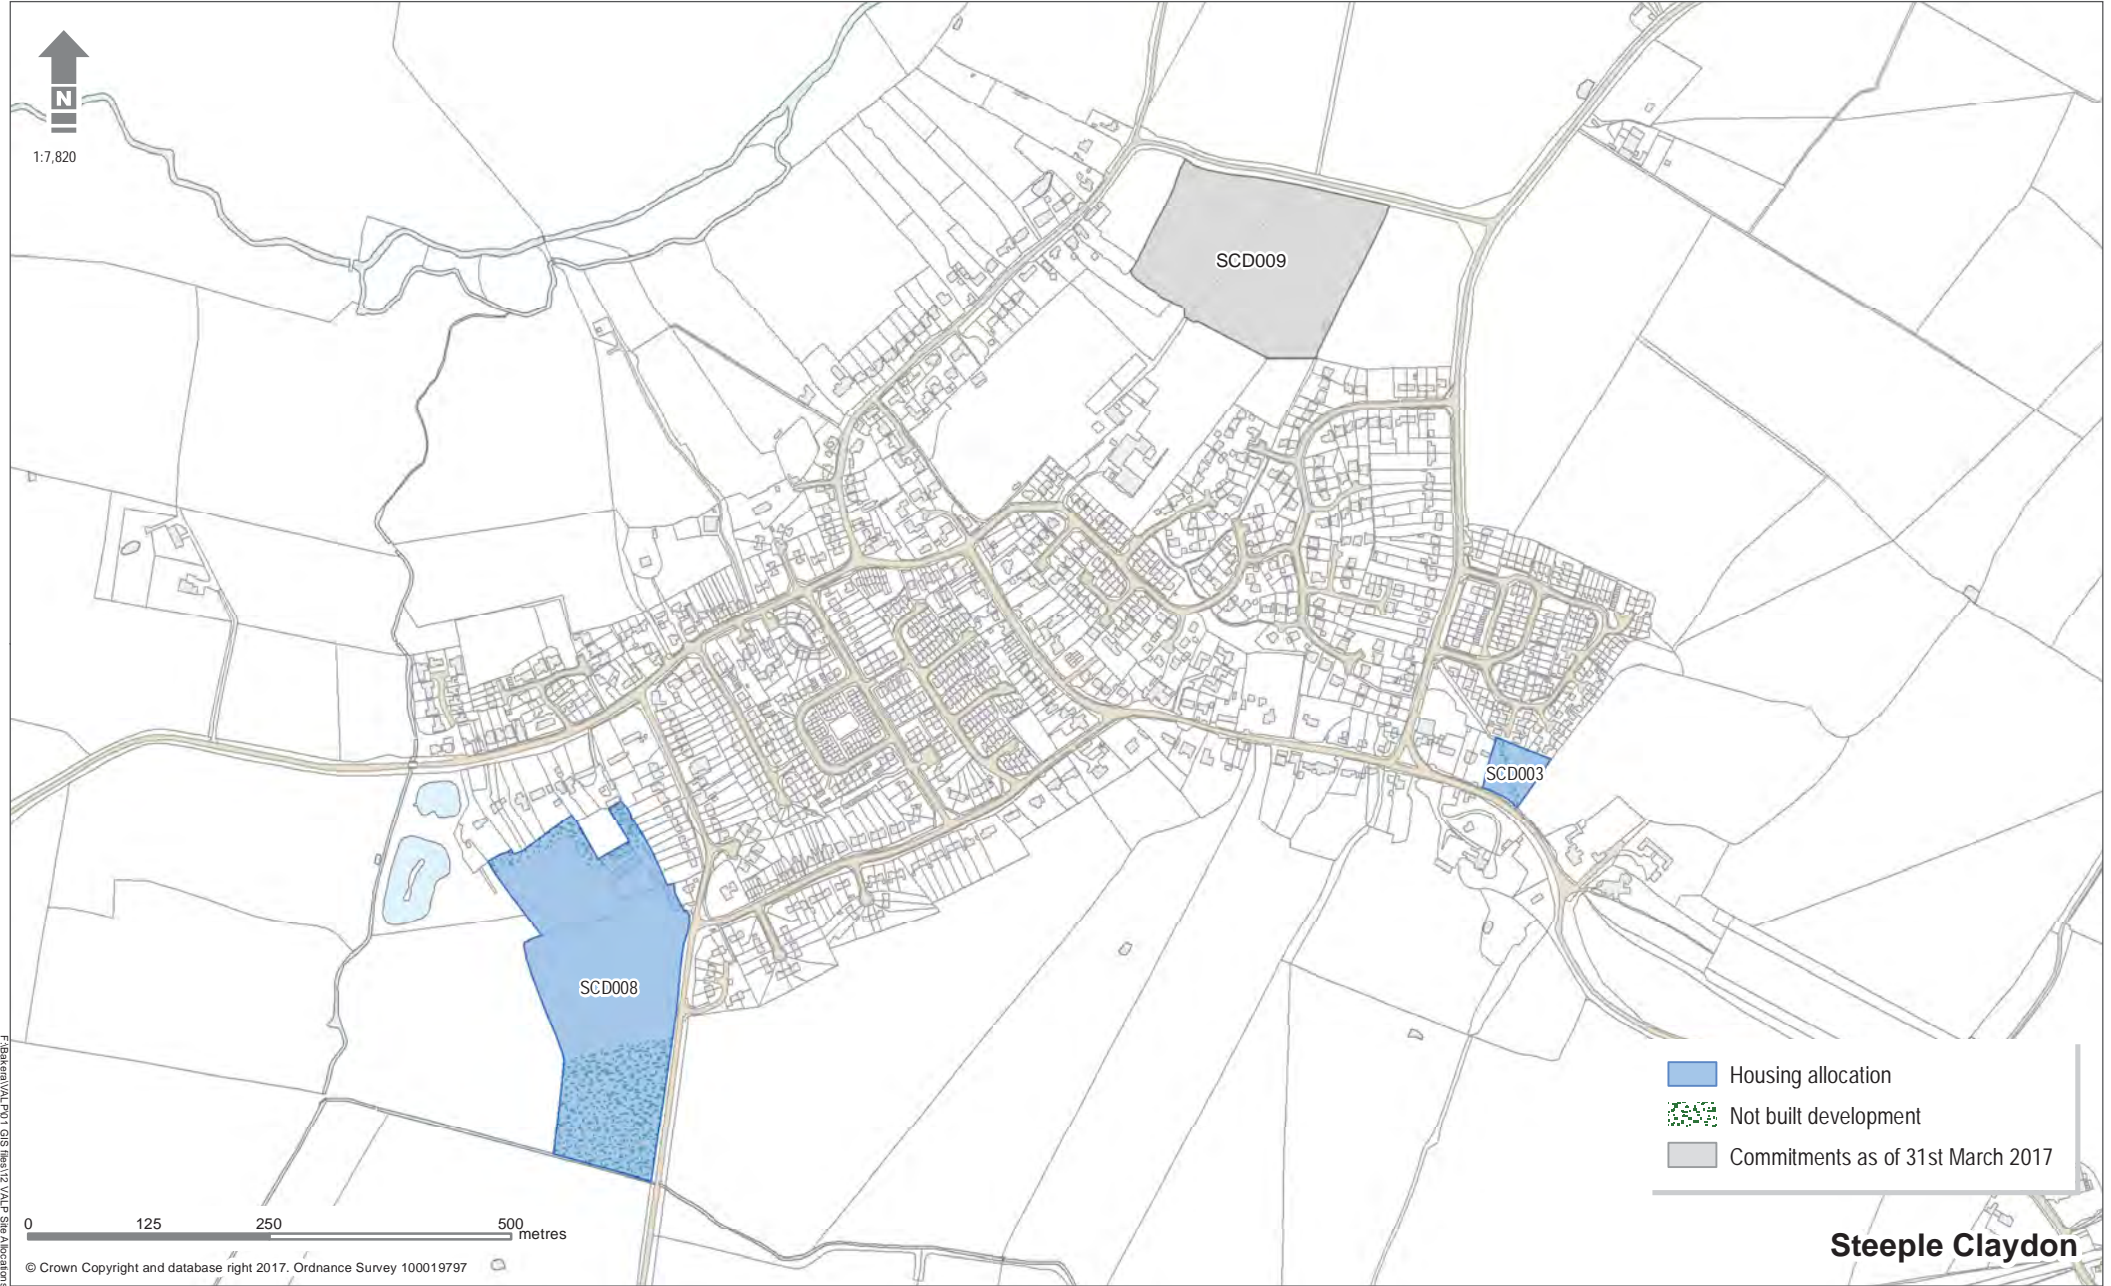 N
1:7,820
SCD009
SCD003
SCD008
Housing allocation
Not built development
Commitments as of 31st March 2017
0 125 250 500
metres
Steeple Claydon
© Crown Copyright and database right 2017. Ordnance Survey 100019797